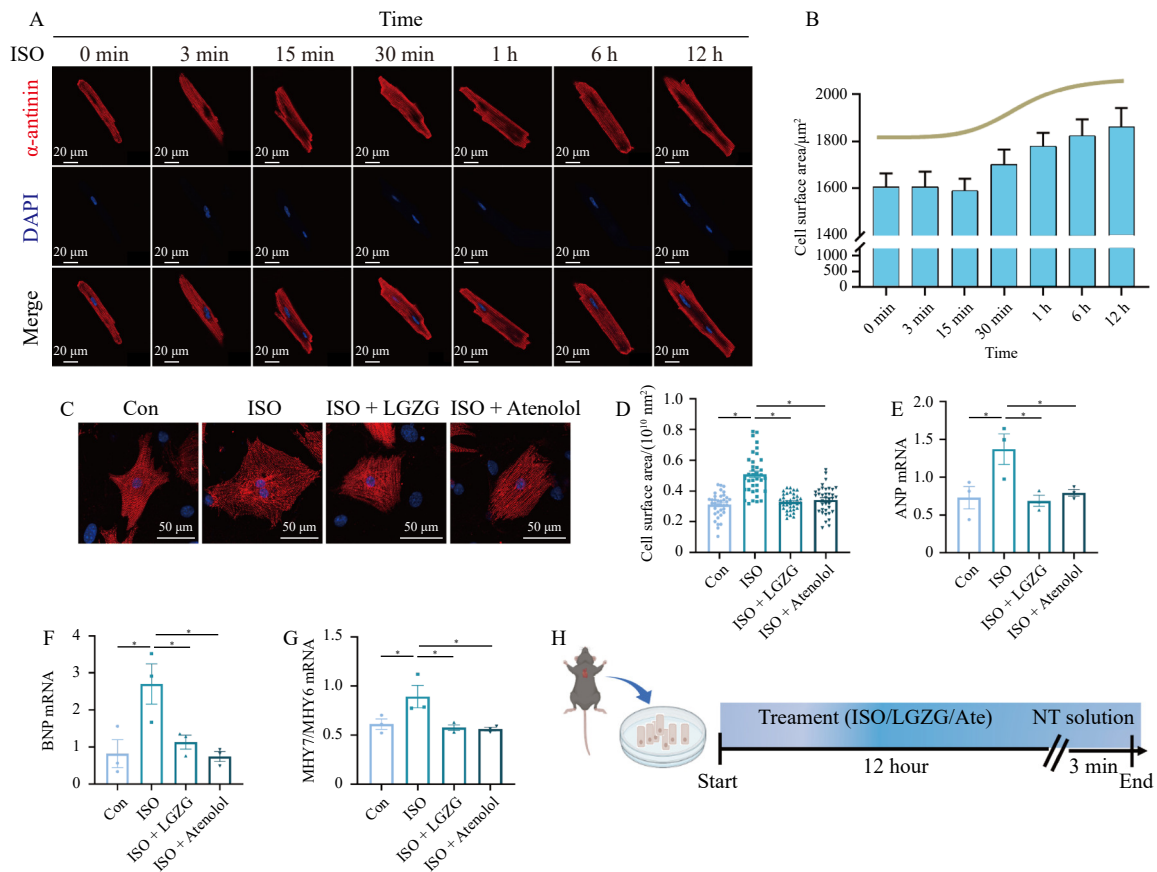 A
Time
ISO 0 min 3 min 15 min 30 min 1 h 6 h 12 h
α-antinin
20 μm 20 μm 20 μm 20 μm 20 μm 20 μm 20 μm
DAPI
20 μm 20 μm 20 μm 20 μm 20 μm 20 μm 20 μm
Merge
20 μm 20 μm 20 μm 20 μm 20 μm 20 μm 20 μm
B
Cell surface area/μm²
2000
1800
1600
1400
1000
500
0
0 min 3 min 15 min 30 min 1 h 6 h 12 h
Time
C
Con ISO ISO + LGZG ISO + Atenolol
50 μm 50 μm 50 μm 50 μm
D
Cell surface area/(10¹⁰ nm²)
1.0
0.8
0.6
0.4
0.2
0
* * *
Con ISO ISO + LGZG ISO + Atenolol
E
ANP mRNA
2.0
1.5
1.0
0.5
0.0
* * *
Con ISO ISO + LGZG ISO + Atenolol
F
BNP mRNA
4
3
2
1
0
* * *
Con ISO ISO + LGZG ISO + Atenolol
G
MHY7/MHY6 mRNA
1.5
1.0
0.5
0.0
* * *
Con ISO ISO + LGZG ISO + Atenolol
H
Treament (ISO/LGZG/Ate) NT solution
Start 12 hour 3 min End